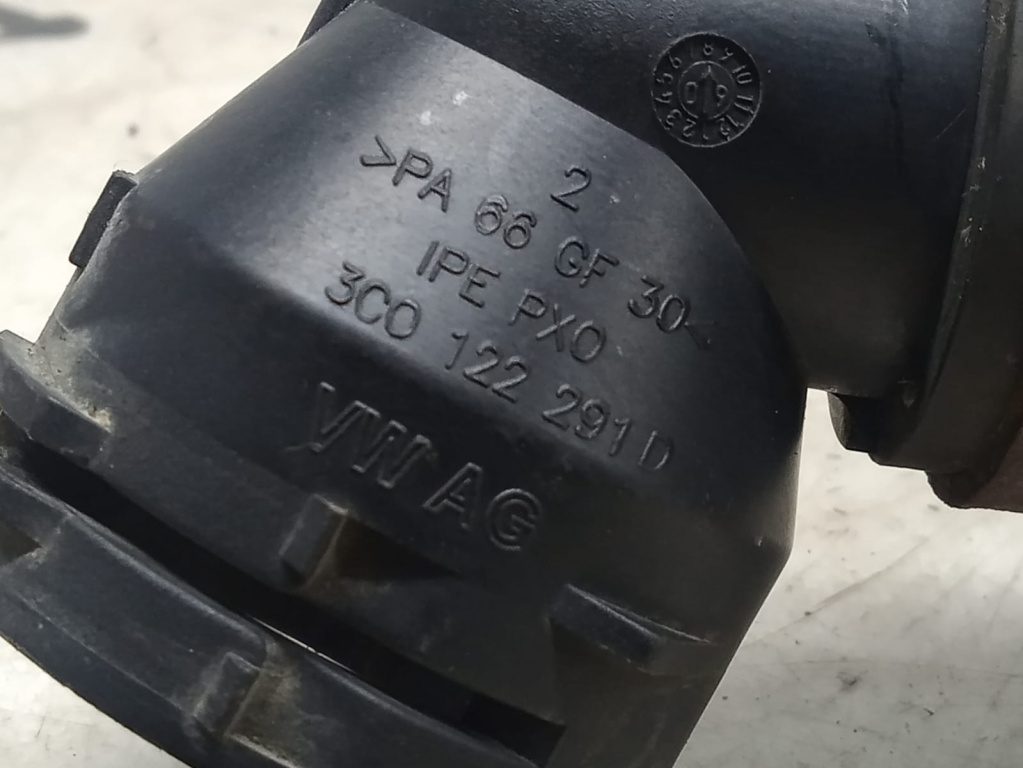 2
>PA 66 GF 30<
IPE PXO
3C0 122 291 D
VW AG